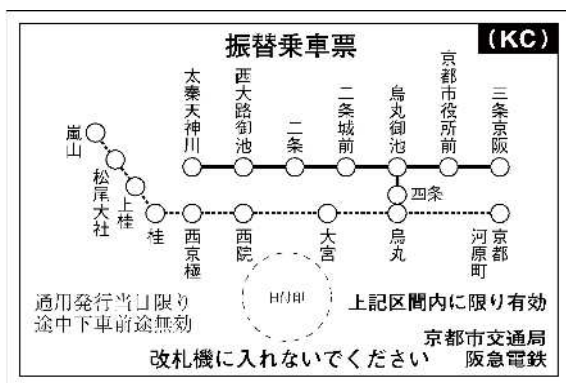 振替乗車票
(KC)
太秦天神川
西大路御池
二条
二条城前
烏丸御池
京都市役所前
三条京阪
嵐山
松尾大社
上桂
桂
西京極
西院
大宮
四条
烏丸
河原町
京都
日付印
通用発行当日限り
途中下車前途無効
上記区間内に限り有効
京都市交通局
改札機に入れないでください
阪急電鉄